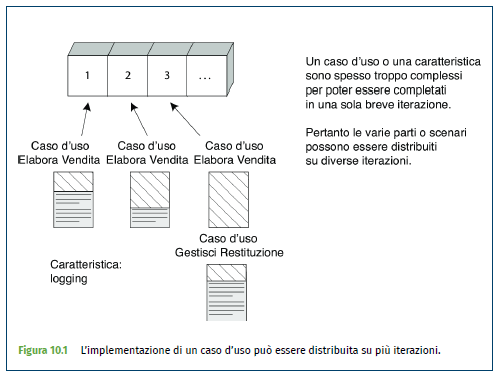 1 2 3 ...
Un caso d'uso o una caratteristica
sono spesso troppo complessi
per poter essere completati
in una sola breve iterazione.
Pertanto le varie parti o scenari
possono essere distribuiti
su diverse iterazioni.
Caso d'uso
Elabora Vendita
Caso d'uso
Elabora Vendita
Caso d'uso
Elabora Vendita
Caso d'uso
Gestisci Restituzione
Caratteristica:
logging
Figura 10.1 L'implementazione di un caso d'uso può essere distribuita su più iterazioni.